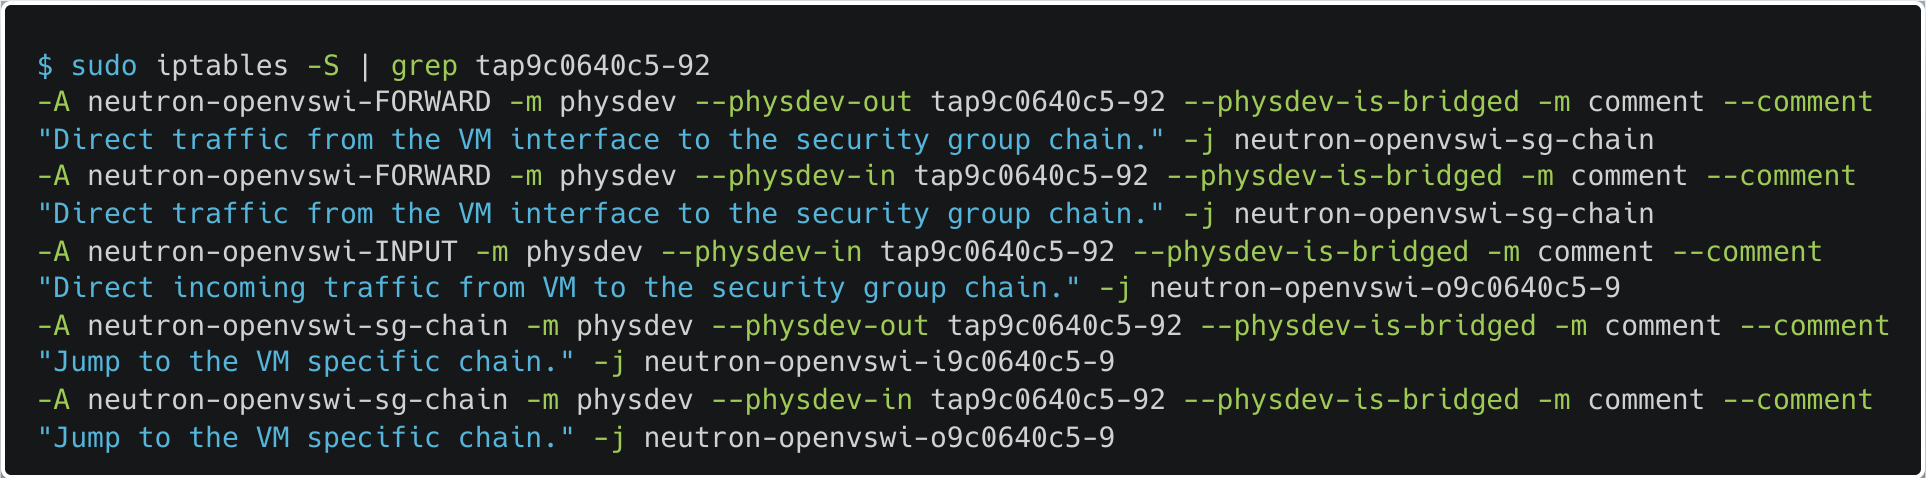 $ sudo iptables -S | grep tap9c0640c5-92
-A neutron-openvswi-FORWARD -m physdev --physdev-out tap9c0640c5-92 --physdev-is-bridged -m comment --comment
"Direct traffic from the VM interface to the security group chain." -j neutron-openvswi-sg-chain
-A neutron-openvswi-FORWARD -m physdev --physdev-in tap9c0640c5-92 --physdev-is-bridged -m comment --comment
"Direct traffic from the VM interface to the security group chain." -j neutron-openvswi-sg-chain
-A neutron-openvswi-INPUT -m physdev --physdev-in tap9c0640c5-92 --physdev-is-bridged -m comment --comment
"Direct incoming traffic from VM to the security group chain." -j neutron-openvswi-o9c0640c5-9
-A neutron-openvswi-sg-chain -m physdev --physdev-out tap9c0640c5-92 --physdev-is-bridged -m comment --comment
"Jump to the VM specific chain." -j neutron-openvswi-i9c0640c5-9
-A neutron-openvswi-sg-chain -m physdev --physdev-in tap9c0640c5-92 --physdev-is-bridged -m comment --comment
"Jump to the VM specific chain." -j neutron-openvswi-o9c0640c5-9